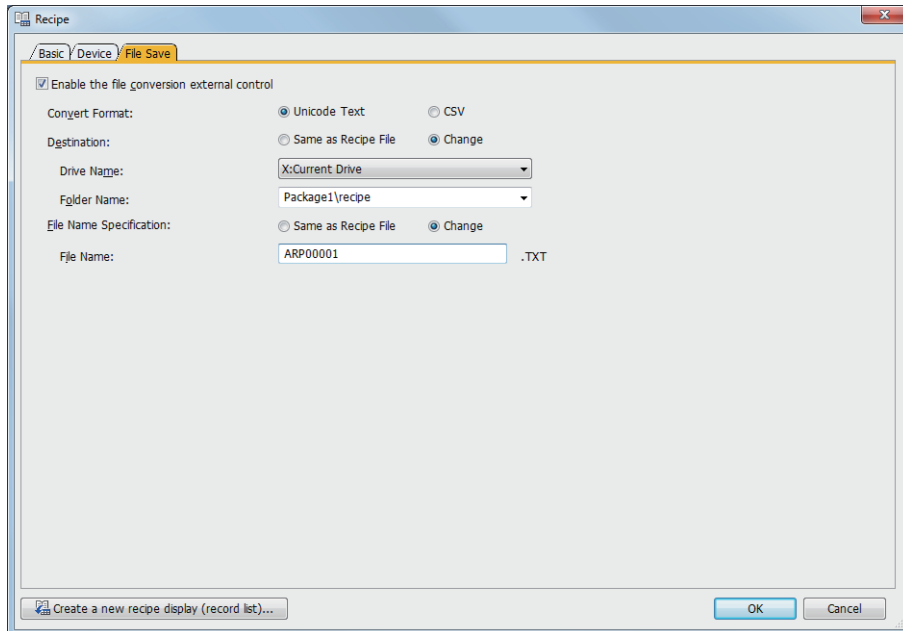 Recipe
Basic Device File Save
Enable the file conversion external control
Convert Format: Unicode Text CSV
Destination: Same as Recipe File Change
Drive Name: X:Current Drive
Folder Name: Package1\recipe
File Name Specification: Same as Recipe File Change
File Name: ARP00001 .TXT
Create a new recipe display (record list)... OK Cancel